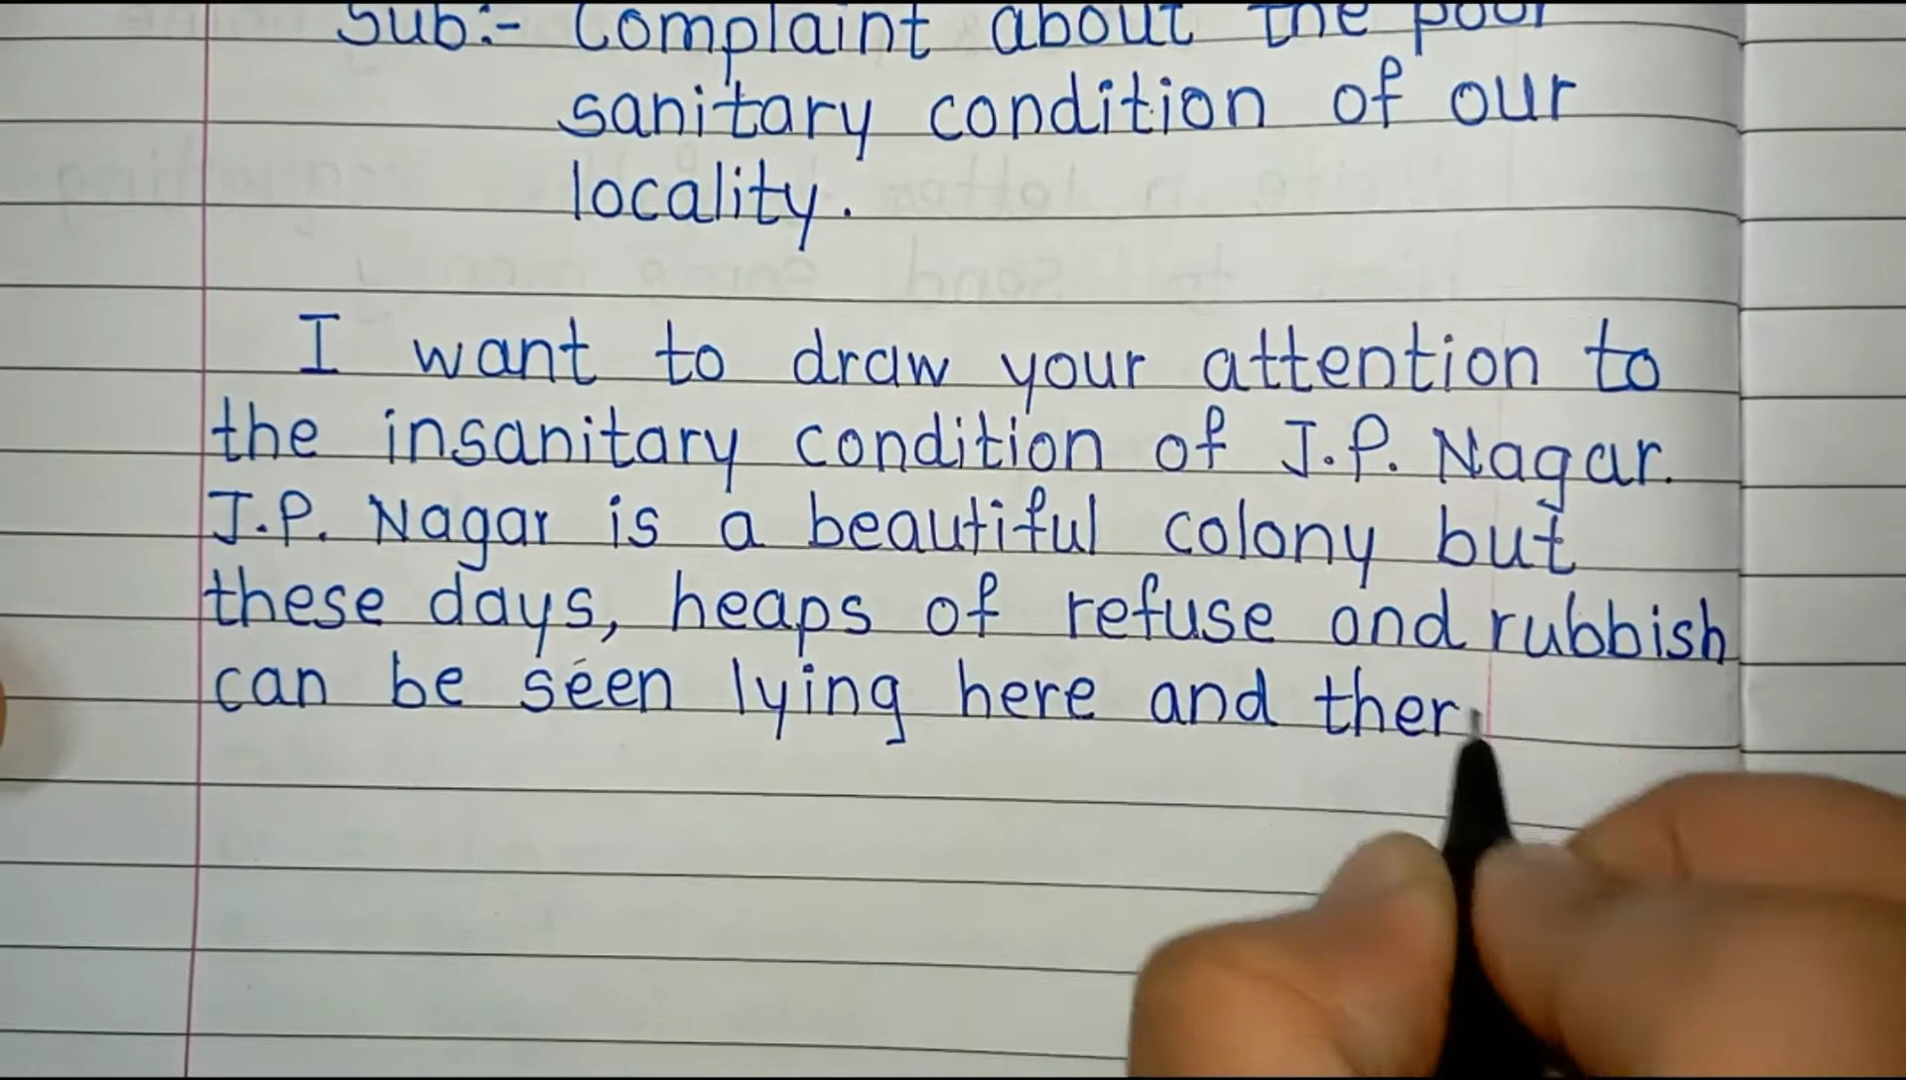 Sub:- Complaint about the poor
sanitary condition of our
locality.
I want to draw your attention to
the insanitary condition of J.P. Nagar.
J.P. Nagar is a beautiful colony but
these days, heaps of refuse and rubbish
can be seen lying here and ther